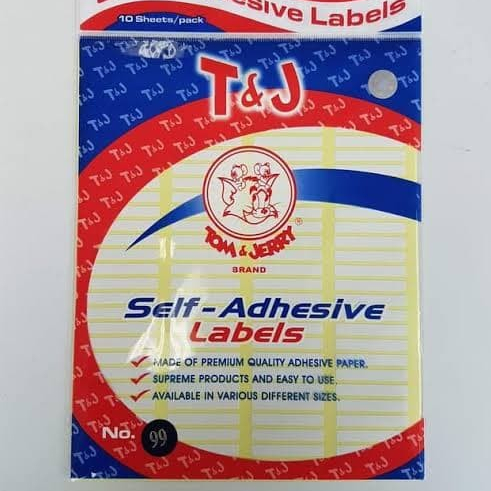 esive Labels
10 Sheets/pack
T&J
TOM & JERRY ®
BRAND
Self-Adhesive
Labels
MADE OF PREMIUM QUALITY ADHESIVE PAPER.
SUPREME PRODUCTS AND EASY TO USE.
AVAILABLE IN VARIOUS DIFFERENT SIZES.
No. 99